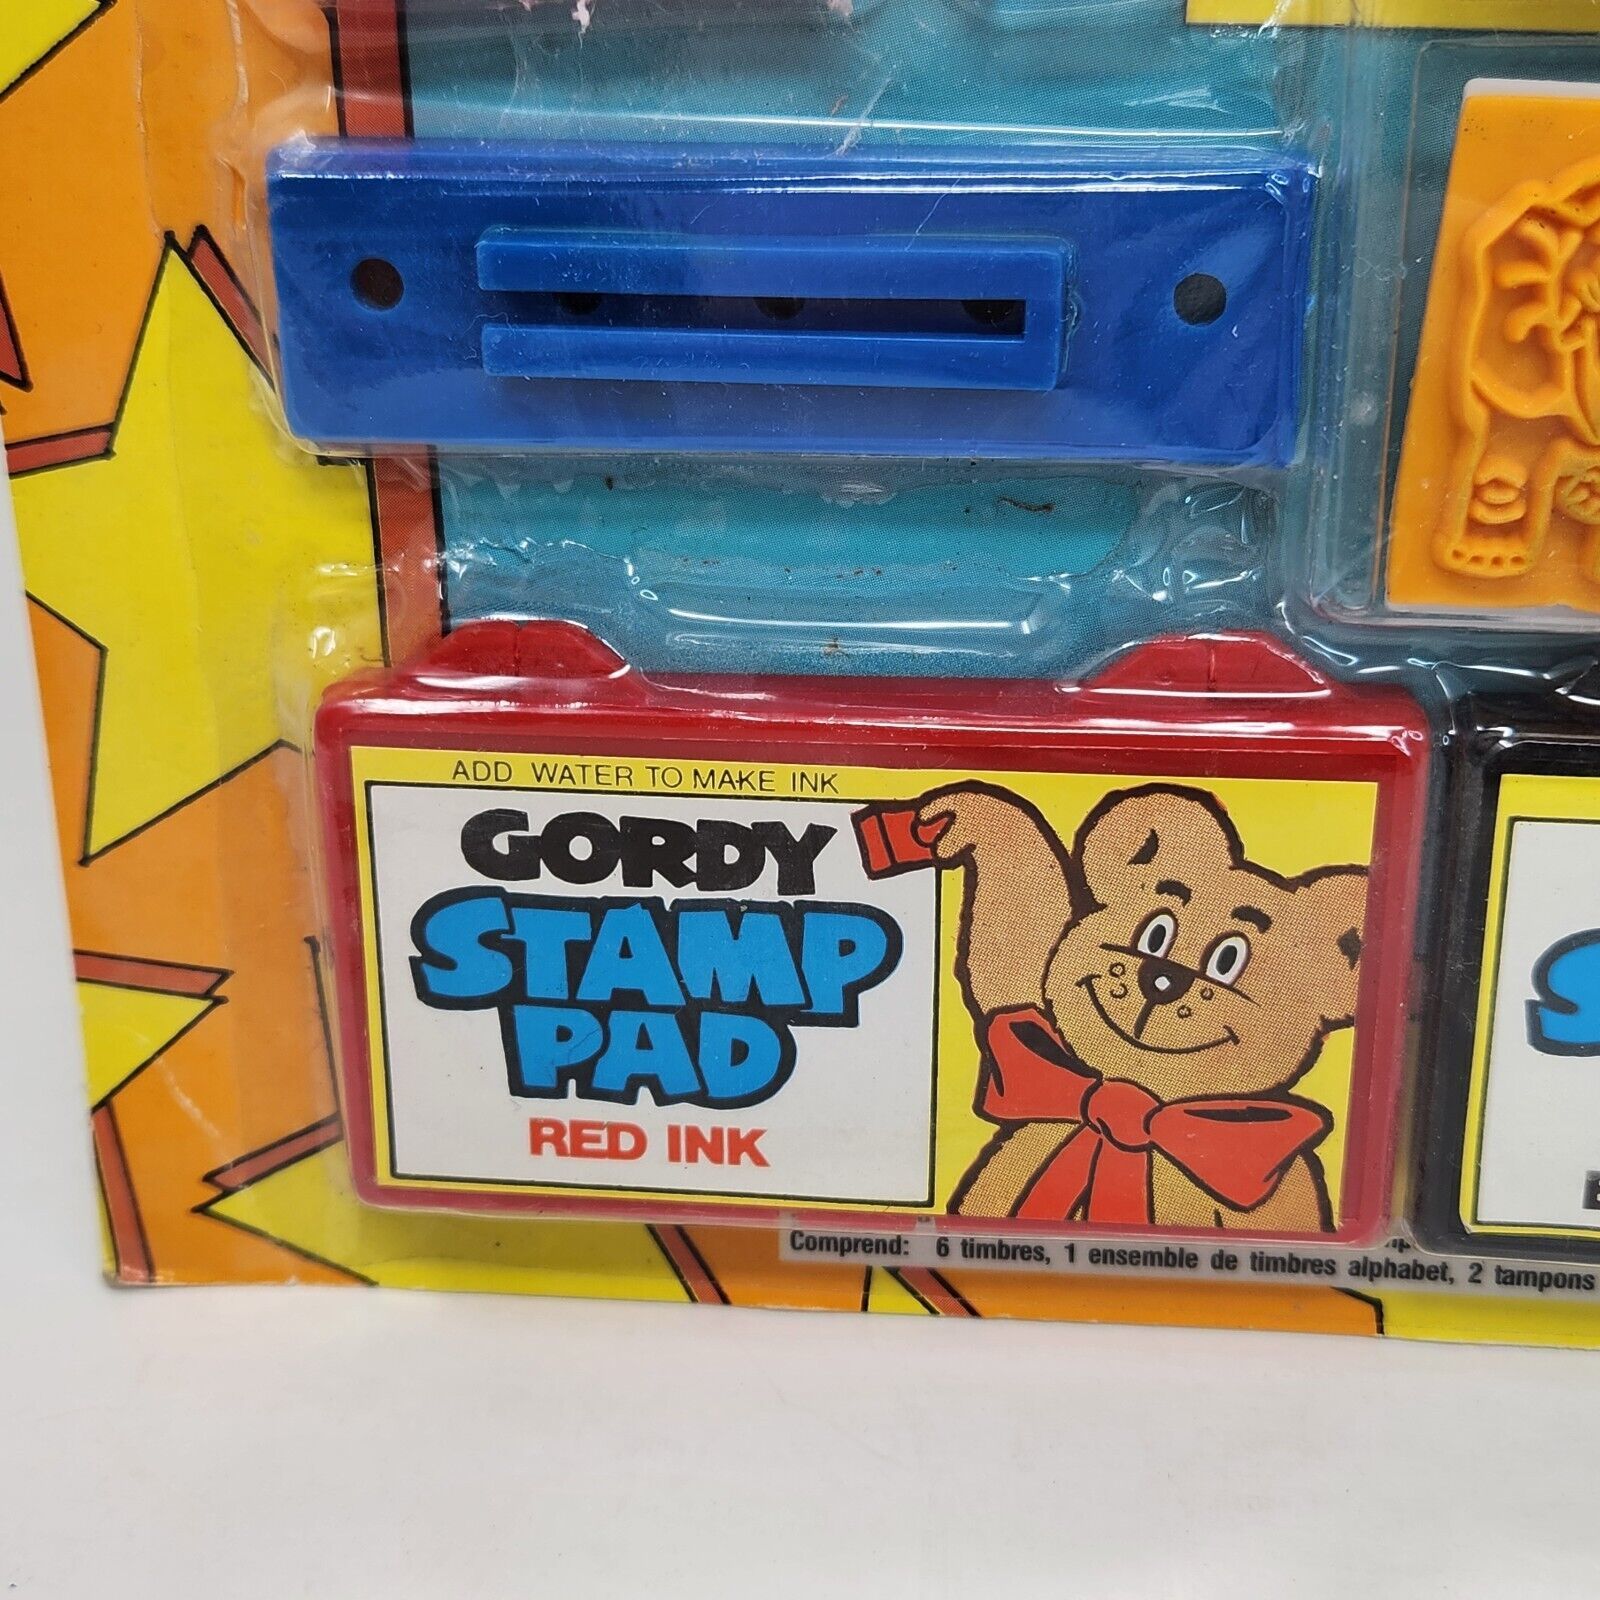 ADD WATER TO MAKE INK
GORDY
STAMP
PAD
RED INK
Comprend: 6 timbres, 1 ensemble de timbres alphabet, 2 tampons